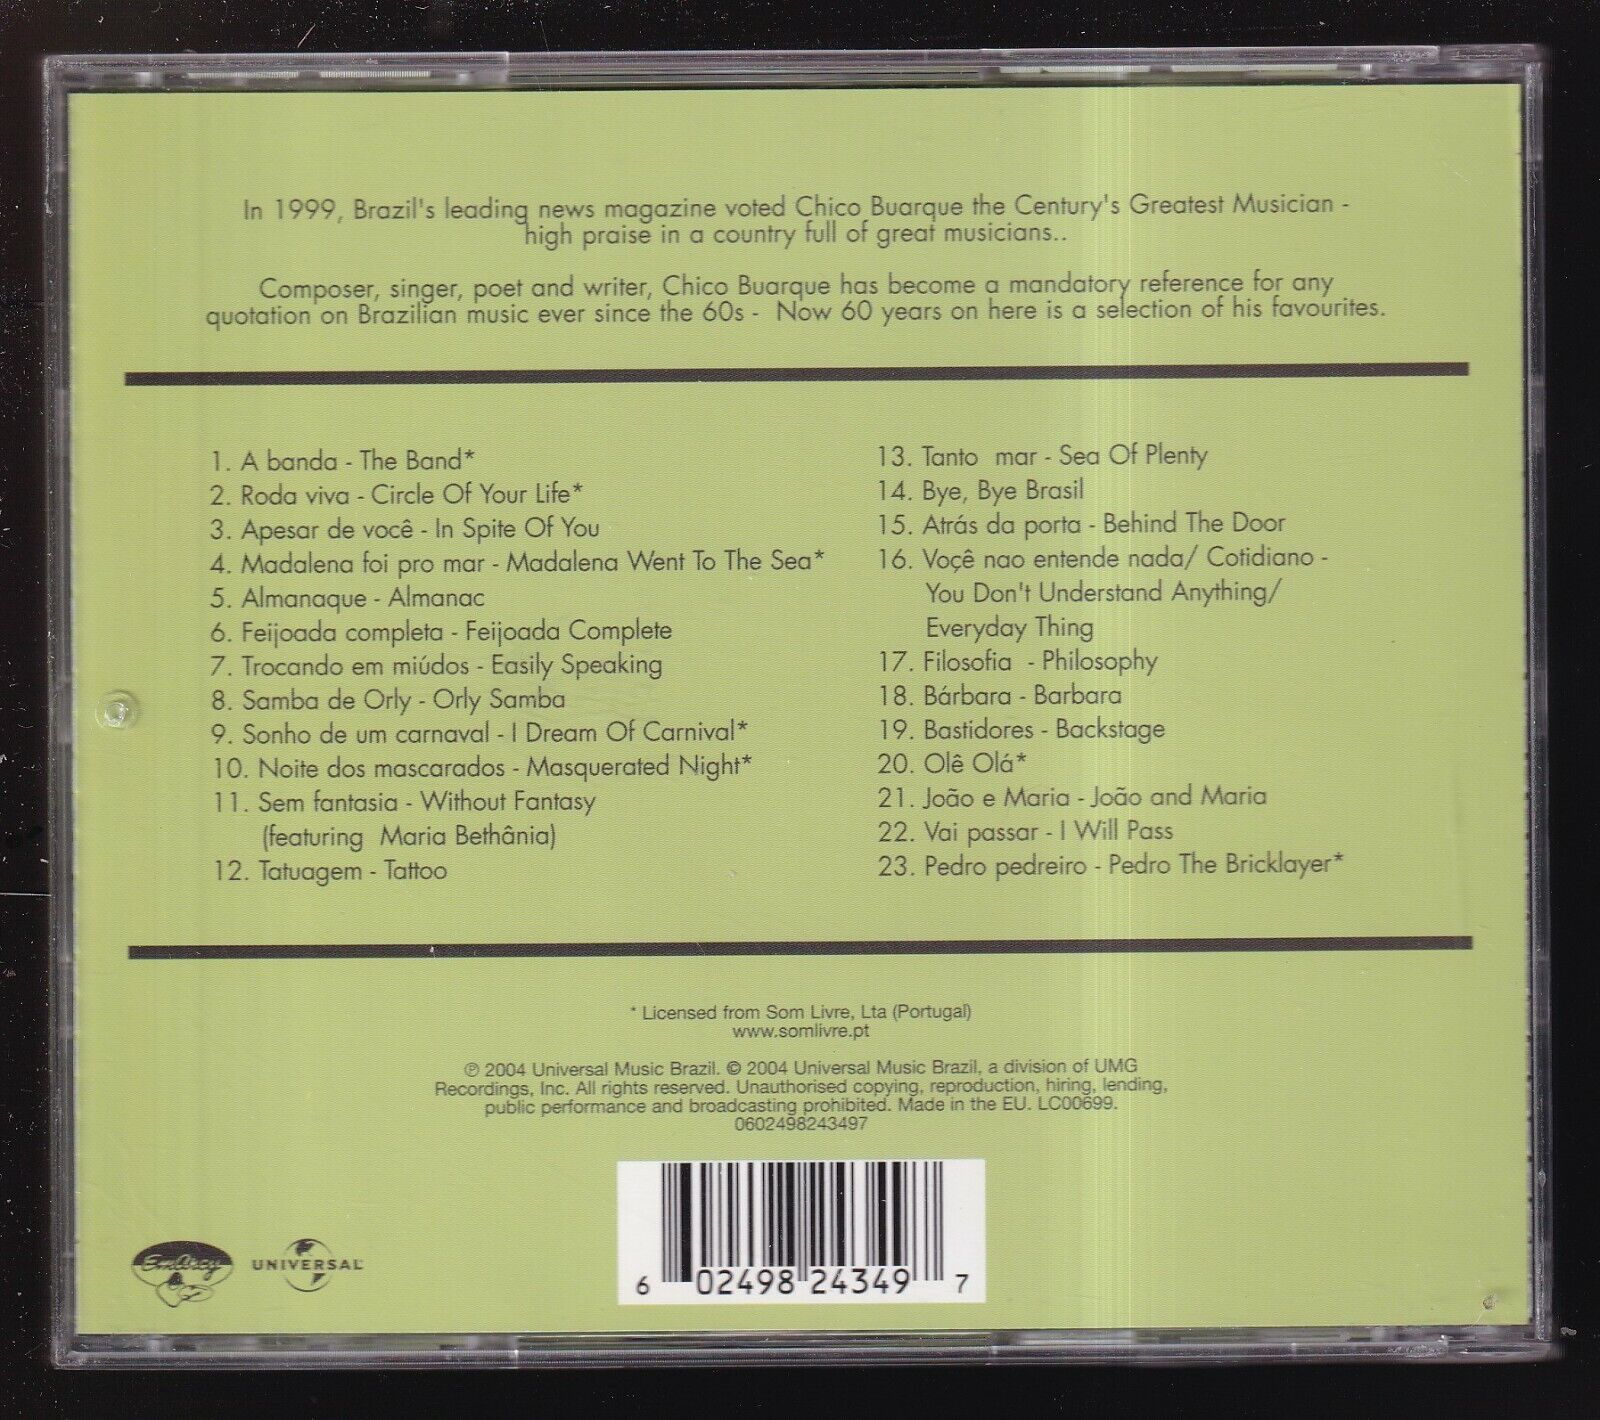 In 1999, Brazil's leading news magazine voted Chico Buarque the Century's Greatest Musician -
high praise in a country full of great musicians..
Composer, singer, poet and writer, Chico Buarque has become a mandatory reference for any
quotation on Brazilian music ever since the 60s - Now 60 years on here is a selection of his favourites.
1. A banda - The Band*
2. Roda viva - Circle Of Your Life*
3. Apesar de você - In Spite Of You
4. Madalena foi pro mar - Madalena Went To The Sea*
5. Almanaque - Almanac
6. Feijoada completa - Feijoada Complete
7. Trocando em miúdos - Easily Speaking
8. Samba de Orly - Orly Samba
9. Sonho de um carnaval - I Dream Of Carnival*
10. Noite dos mascarados - Masquerated Night*
11. Sem fantasia - Without Fantasy
(featuring Maria Bethânia)
12. Tatuagem - Tattoo
13. Tanto mar - Sea Of Plenty
14. Bye, Bye Brasil
15. Atrás da porta - Behind The Door
16. Voçê nao entende nada/ Cotidiano -
You Don't Understand Anything/
Everyday Thing
17. Filosofia - Philosophy
18. Bárbara - Barbara
19. Bastidores - Backstage
20. Olê Olá*
21. João e Maria - João and Maria
22. Vai passar - I Will Pass
23. Pedro pedreiro - Pedro The Bricklayer*
* Licensed from Som Livre, Lta (Portugal)
www.somlivre.pt
℗ 2004 Universal Music Brazil. © 2004 Universal Music Brazil, a division of UMG
Recordings, Inc. All rights reserved. Unauthorised copying, reproduction, hiring, lending,
public performance and broadcasting prohibited. Made in the EU. LC00699.
0602498243497
EmArcy
UNIVERSAL
6 02498 24349 7